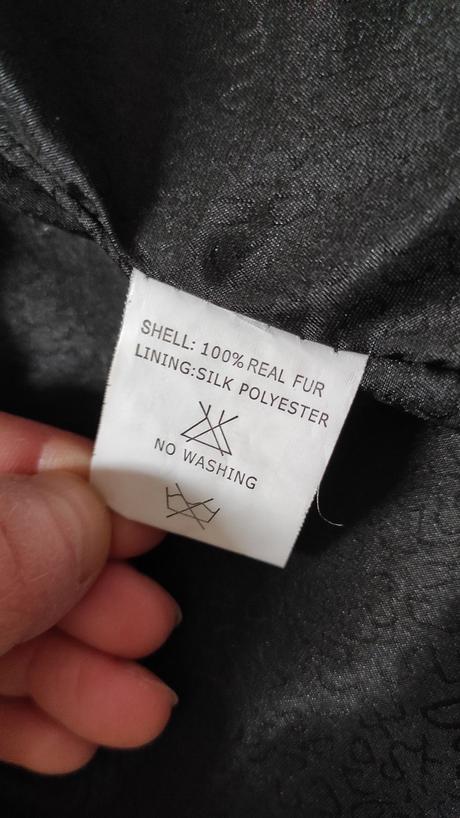 SHELL: 100% REAL FUR
LINING:SILK POLYESTER
NO WASHING